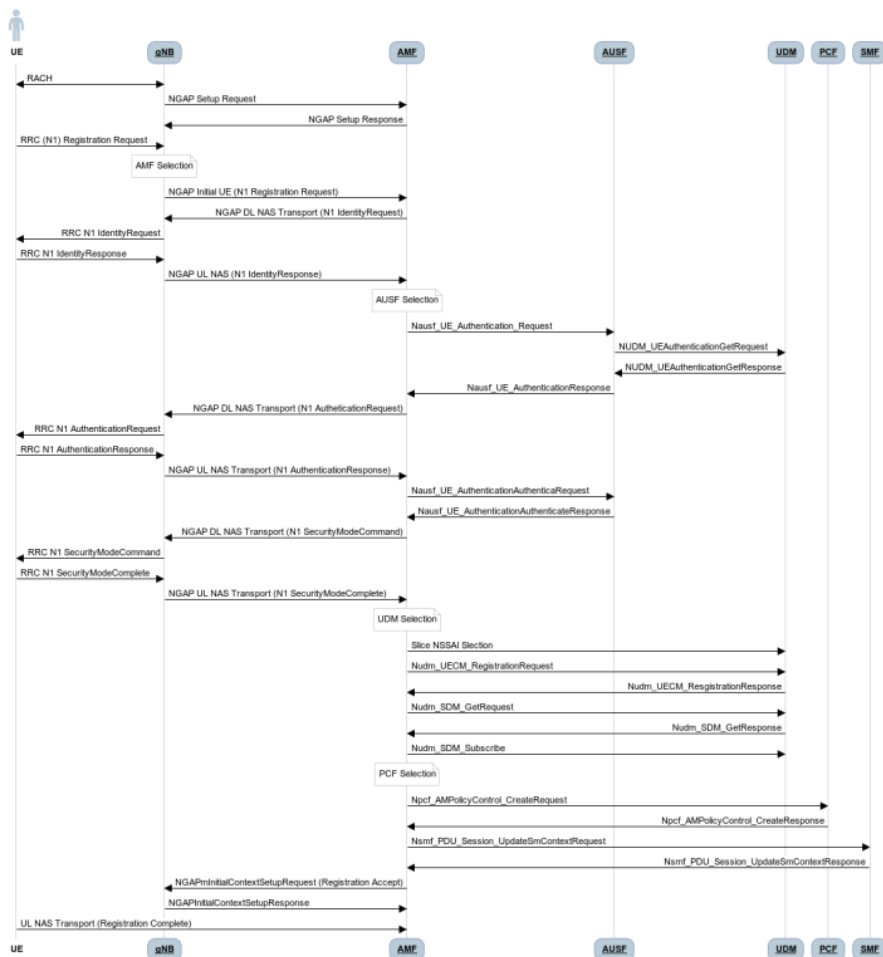 UE gNB AMF AUSF UDM PCF SMF
RACH
NGAP Setup Request
NGAP Setup Response
RRC (N1) Registration Request
AMF Selection
NGAP Initial UE (N1 Registration Request)
NGAP DL NAS Transport (N1 IdentityRequest)
RRC N1 IdentityRequest
RRC N1 IdentityResponse
NGAP UL NAS (N1 IdentityResponse)
AUSF Selection
Nausf_UE_Authentication_Request
NUDM_UEAuthenticationGetRequest
NUDM_UEAuthenticationGetResponse
Nausf_UE_AuthenticationResponse
NGAP DL NAS Transport (N1 AutheticationRequest)
RRC N1 AuthenticationRequest
RRC N1 AuthenticationResponse
NGAP UL NAS Transport (N1 AuthenticationResponse)
Nausf_UE_AuthenticationAuthenticaRequest
Nausf_UE_AuthenticationAuthenticateResponse
NGAP DL NAS Transport (N1 SecurityModeCommand)
RRC N1 SecurityModeCommand
RRC N1 SecurityModeComplete
NGAP UL NAS Transport (N1 SecurityModeComplete)
UDM Selection
Slice NSSAI Slection
Nudm_UECM_RegistrationRequest
Nudm_UECM_ResgistrationResponse
Nudm_SDM_GetRequest
Nudm_SDM_GetResponse
Nudm_SDM_Subscribe
PCF Selection
Npcf_AMPolicyControl_CreateRequest
Npcf_AMPolicyControl_CreateResponse
Nsmf_PDU_Session_UpdateSmContextRequest
Nsmf_PDU_Session_UpdateSmContextResponse
NGAPmInitialContextSetupRequest (Registration Accept)
NGAPInitialContextSetupResponse
UL NAS Transport (Registration Complete)
UE gNB AMF AUSF UDM PCF SMF